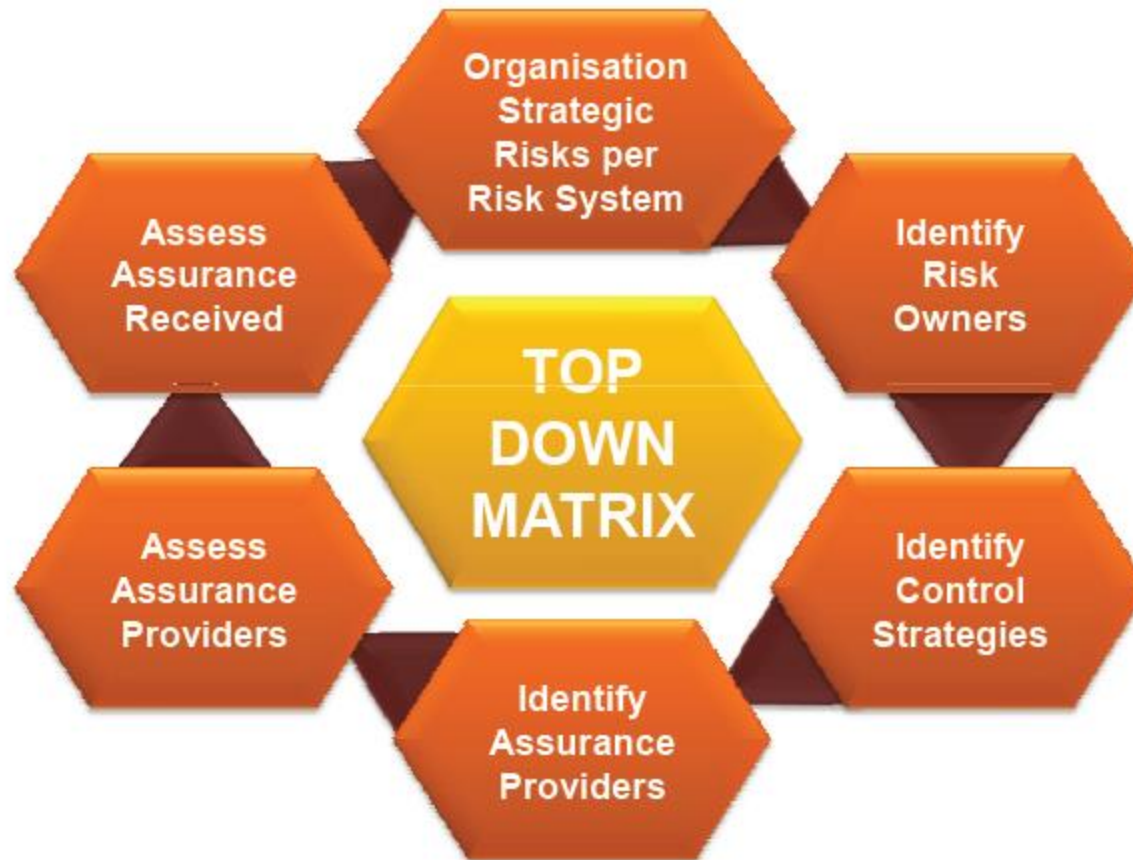 Organisation
Strategic
Risks per
Risk System
Identify
Risk
Owners
Identify
Control
Strategies
Identify
Assurance
Providers
Assess
Assurance
Providers
Assess
Assurance
Received
TOP
DOWN
MATRIX